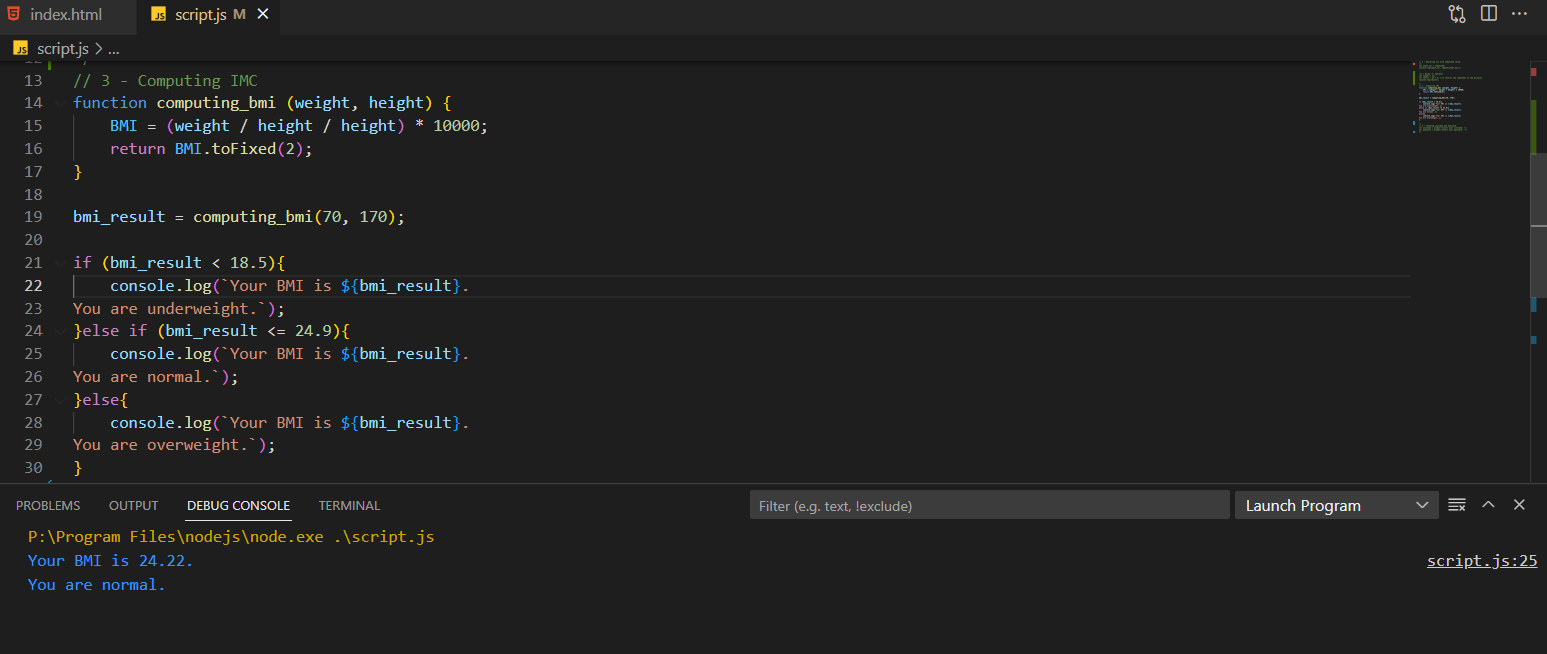 index.html
JS script.js M
JS script.js > ...
13 // 3 - Computing IMC
14 function computing_bmi (weight, height) {
15     BMI = (weight / height / height) * 10000;
16     return BMI.toFixed(2);
17 }
18
19 bmi_result = computing_bmi(70, 170);
20
21 if (bmi_result < 18.5){
22     console.log(`Your BMI is ${bmi_result}.
23 You are underweight.`);
24 }else if (bmi_result <= 24.9){
25     console.log(`Your BMI is ${bmi_result}.
26 You are normal.`);
27 }else{
28     console.log(`Your BMI is ${bmi_result}.
29 You are overweight.`);
30 }
PROBLEMS OUTPUT DEBUG CONSOLE TERMINAL Filter (e.g. text, !exclude) Launch Program
P:\Program Files\nodejs\node.exe .\script.js
Your BMI is 24.22. script.js:25
You are normal.